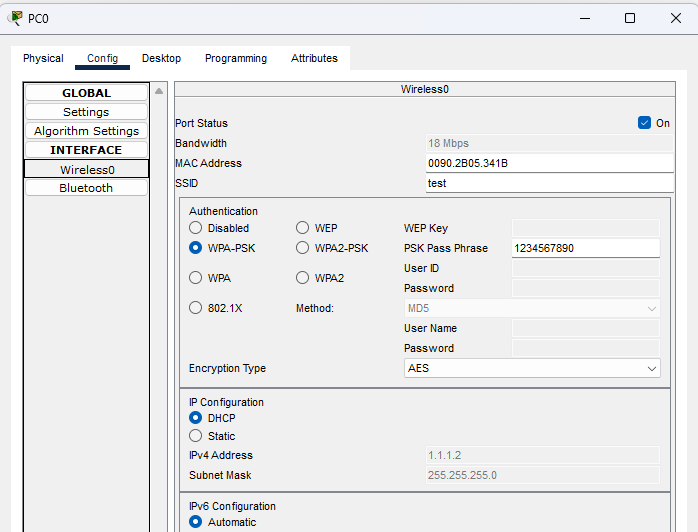 PC0
Physical Config Desktop Programming Attributes
GLOBAL
Settings
Algorithm Settings
INTERFACE
Wireless0
Bluetooth
Wireless0
Port Status On
Bandwidth 18 Mbps
MAC Address 0090.2B05.341B
SSID test
Authentication
Disabled WEP WEP Key
WPA-PSK WPA2-PSK PSK Pass Phrase 1234567890
User ID
WPA WPA2 Password
802.1X Method: MD5
User Name
Password
Encryption Type AES
IP Configuration
DHCP
Static
IPv4 Address 1.1.1.2
Subnet Mask 255.255.255.0
IPv6 Configuration
Automatic